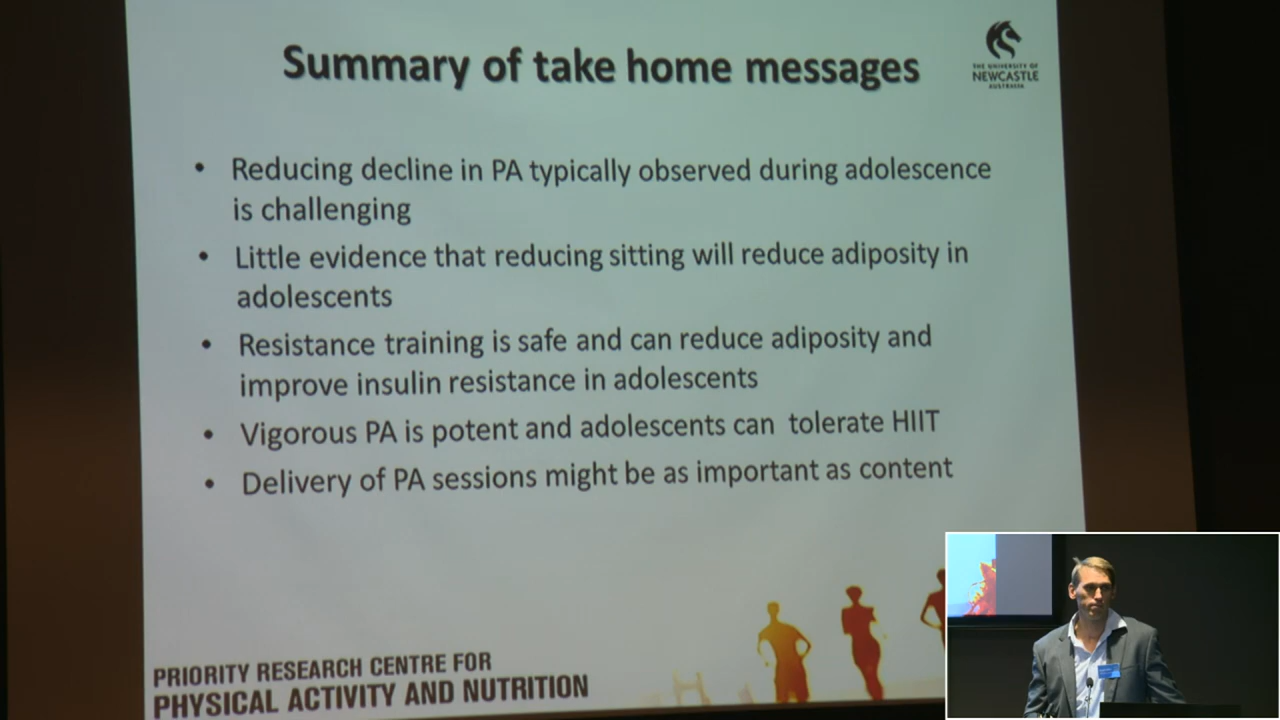 Summary of take home messages
THE UNIVERSITY OF
NEWCASTLE
AUSTRALIA
• Reducing decline in PA typically observed during adolescence
is challenging
• Little evidence that reducing sitting will reduce adiposity in
adolescents
• Resistance training is safe and can reduce adiposity and
improve insulin resistance in adolescents
• Vigorous PA is potent and adolescents can tolerate HIIT
• Delivery of PA sessions might be as important as content
PRIORITY RESEARCH CENTRE FOR
PHYSICAL ACTIVITY AND NUTRITION